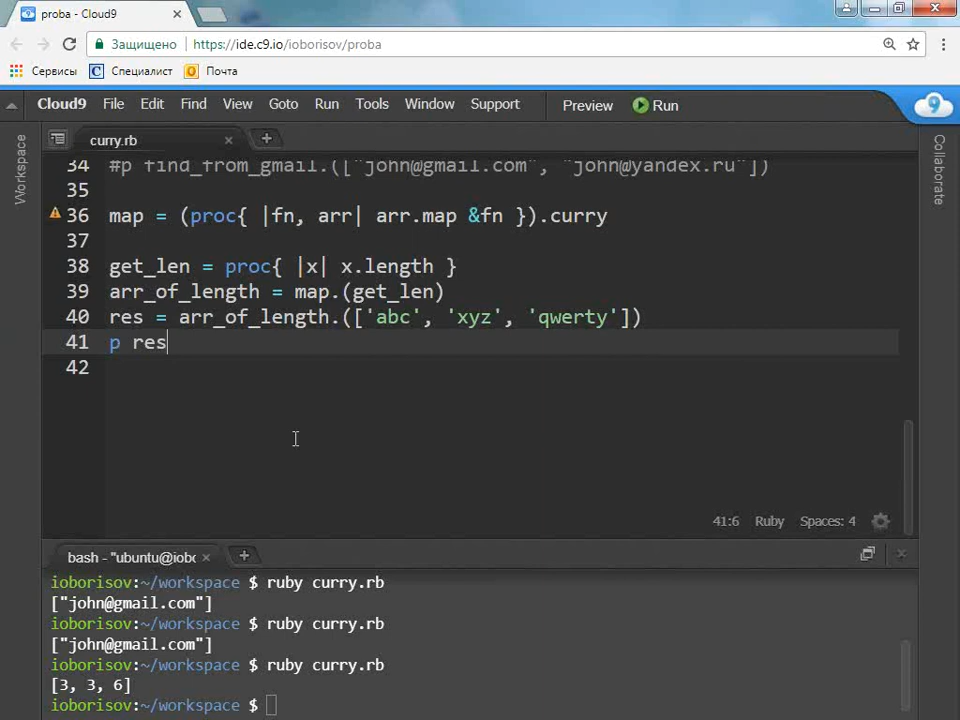 proba - Cloud9
Защищено https://ide.c9.io/ioborisov/proba
Сервисы C Специалист Почта
Cloud9 File Edit Find View Goto Run Tools Window Support Preview Run 9
Workspace
Collaborate
curry.rb
34 #p find_from_gmail.(["john@gmail.com", "john@yandex.ru"])
35
36 map = (proc{ |fn, arr| arr.map &fn }).curry
37
38 get_len = proc{ |x| x.length }
39 arr_of_length = map.(get_len)
40 res = arr_of_length.(['abc', 'xyz', 'qwerty'])
41 p res
42
41:6 Ruby Spaces: 4
bash - "ubuntu@iobo
ioborisov:~/workspace $ ruby curry.rb
["john@gmail.com"]
ioborisov:~/workspace $ ruby curry.rb
["john@gmail.com"]
ioborisov:~/workspace $ ruby curry.rb
[3, 3, 6]
ioborisov:~/workspace $